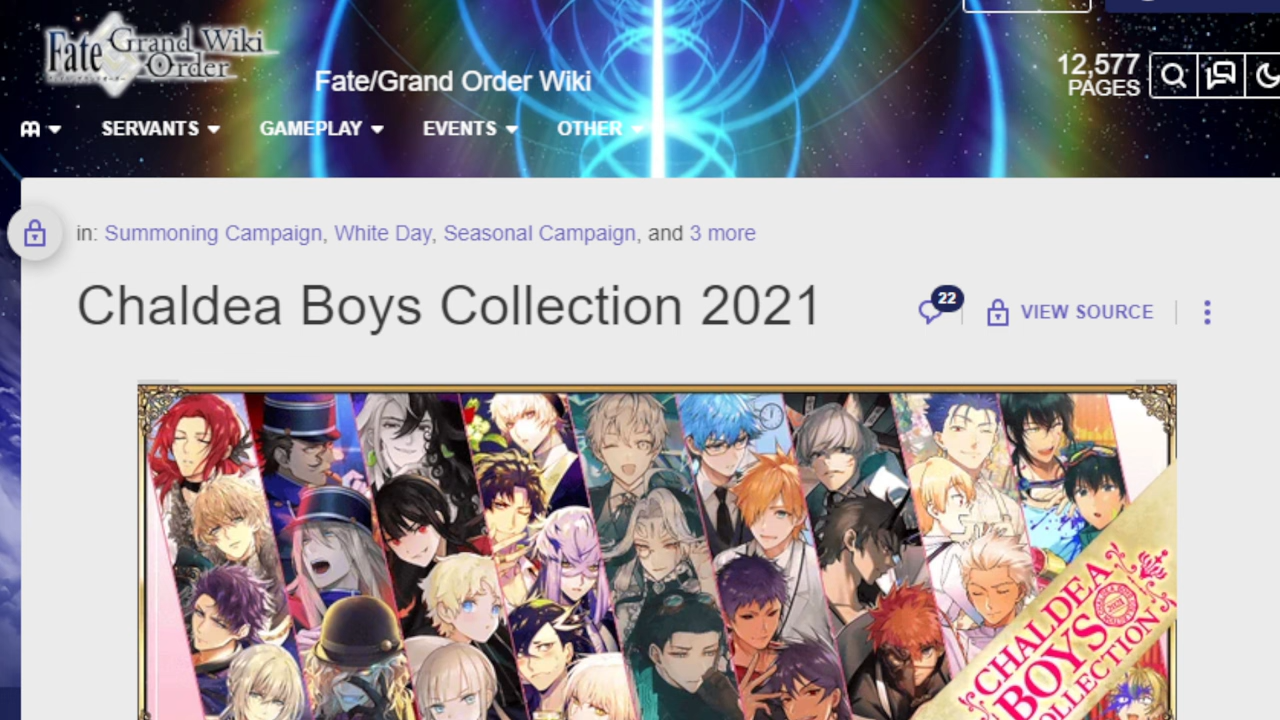 Fate Grand Wiki
Order
Fate/Grand Order Wiki
12,577
PAGES
SERVANTS
GAMEPLAY
EVENTS
OTHER
in: Summoning Campaign, White Day, Seasonal Campaign, and 3 more
Chaldea Boys Collection 2021
22
VIEW SOURCE
CHALDEA
BOYS
COLLECTION